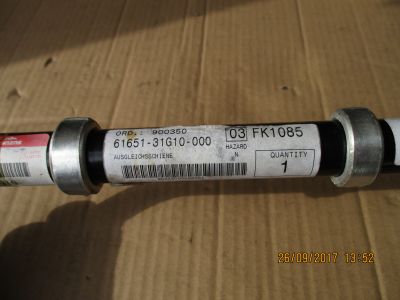 ORD.: 900350
61651-31G10-000
03 FK1085
HAZARD
N
AUSGLEICHSSCHIENE
QUANTITY
1
26/09/2017 13:52